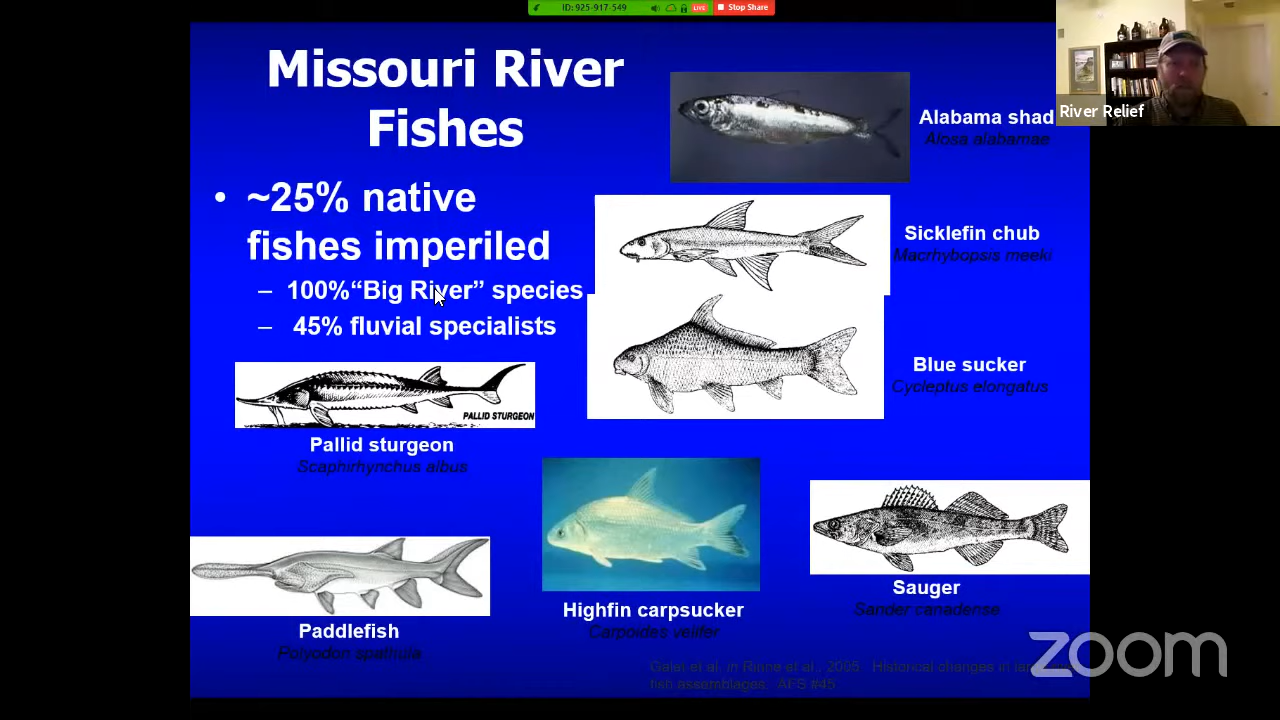 ID: 925-917-549
LIVE
Stop Share
River Relief
Missouri River
Fishes
• ~25% native
fishes imperiled
– 100%“Big River” species
– 45% fluvial specialists
Alabama shad
Alosa alabamae
Sicklefin chub
Macrhybopsis meeki
Blue sucker
Cycleptus elongatus
PALLID STURGEON
Pallid sturgeon
Scaphirhynchus albus
Paddlefish
Polyodon spathula
Highfin carpsucker
Carpoides velifer
Sauger
Sander canadense
Galat et al. in Rinne et al., 2005. Historical changes in
fish assemblages. AFS #45
zoom